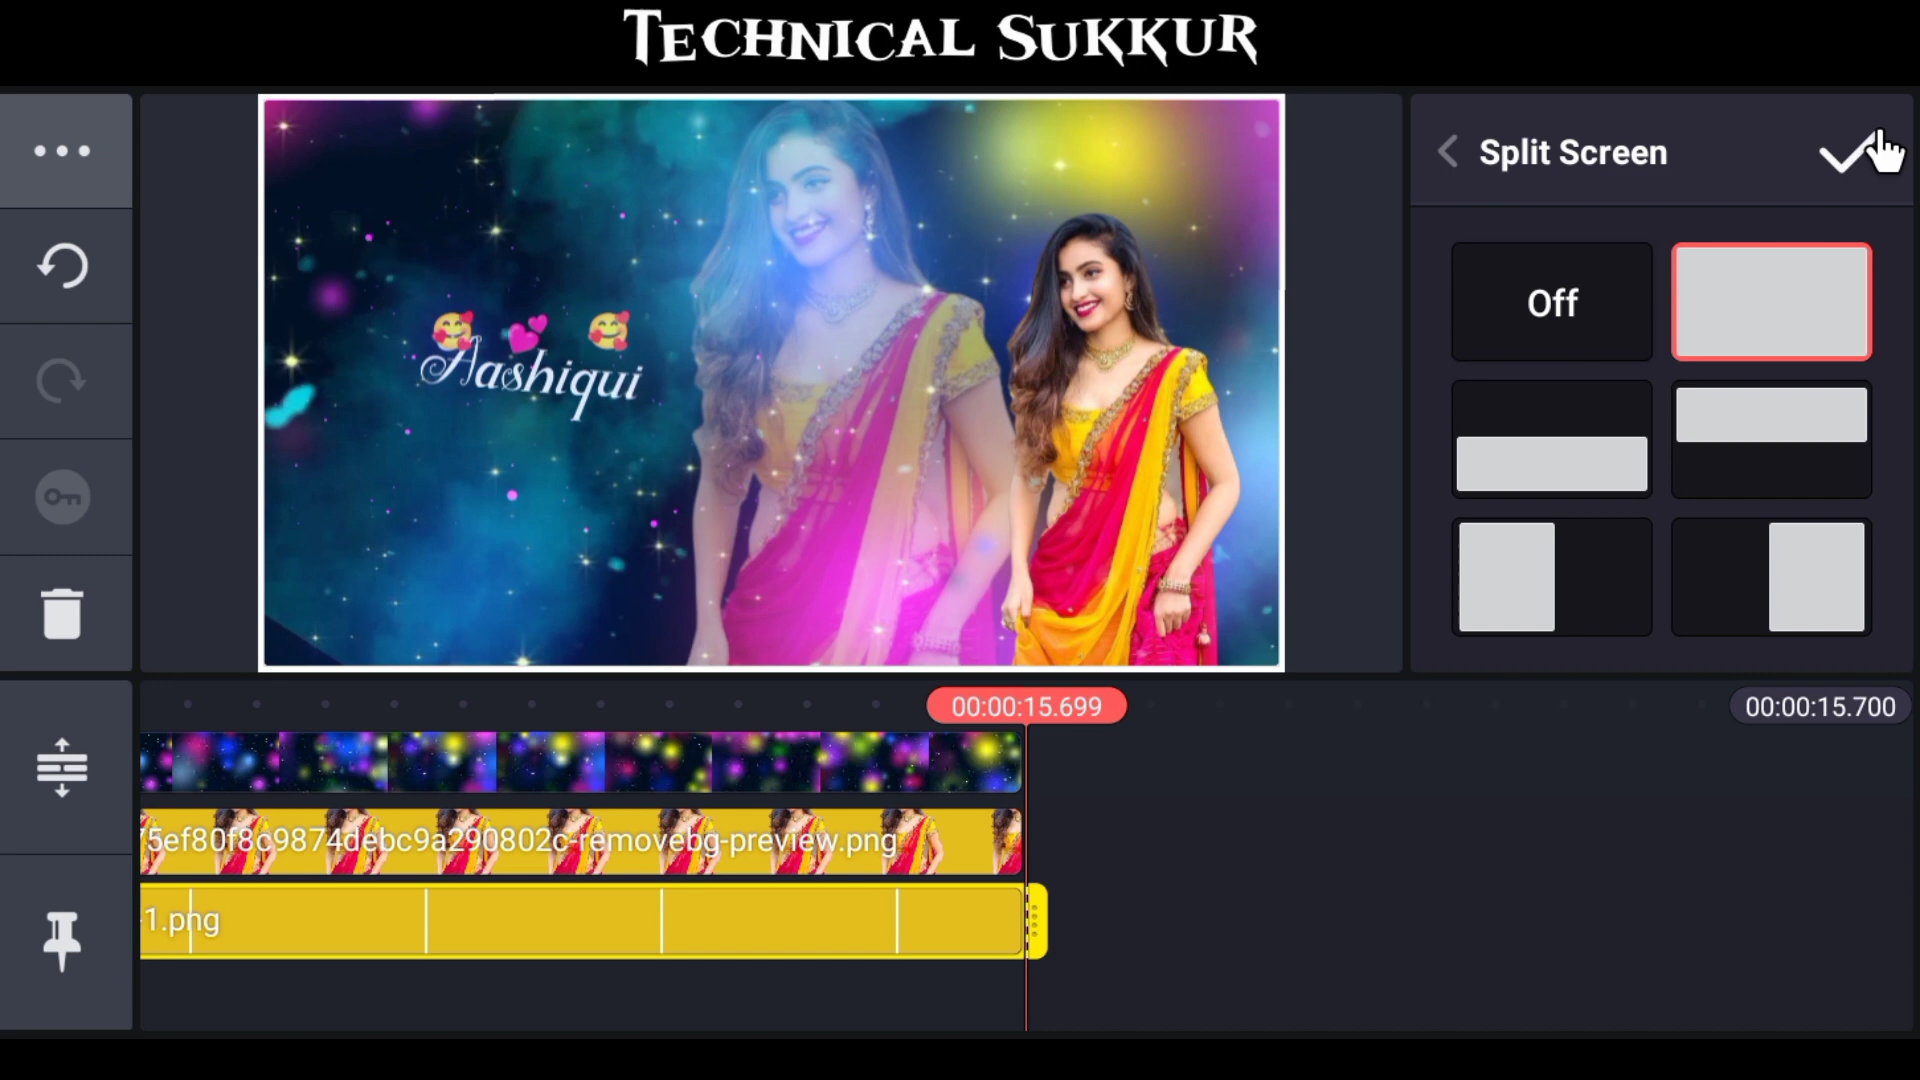 TECHNICAL SUKKUR
Split Screen
Off
Aashiqui
00:00:15.699
00:00:15.700
75ef80f8c9874debc9a290802c-removebg-preview.png
-1.png